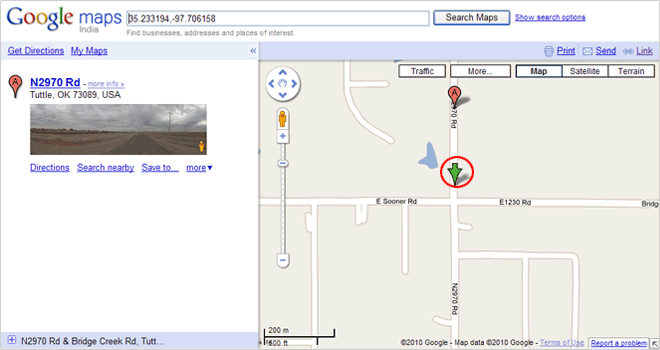 Google maps
India
35.233194,-97.706158
Search Maps
Show search options
Find businesses, addresses and places of interest.
Get Directions My Maps «
Print Send Link
A N2970 Rd - more info »
Tuttle, OK 73089, USA
Directions Search nearby Save to... more▼
N2970 Rd & Bridge Creek Rd, Tutt...
Traffic More... Map Satellite Terrain
A
N2970 Rd
E Sooner Rd E1230 Rd Bridg
N2970 Rd
200 m
500 ft
©2010 Google - Map data ©2010 Google - Terms of Use Report a problem